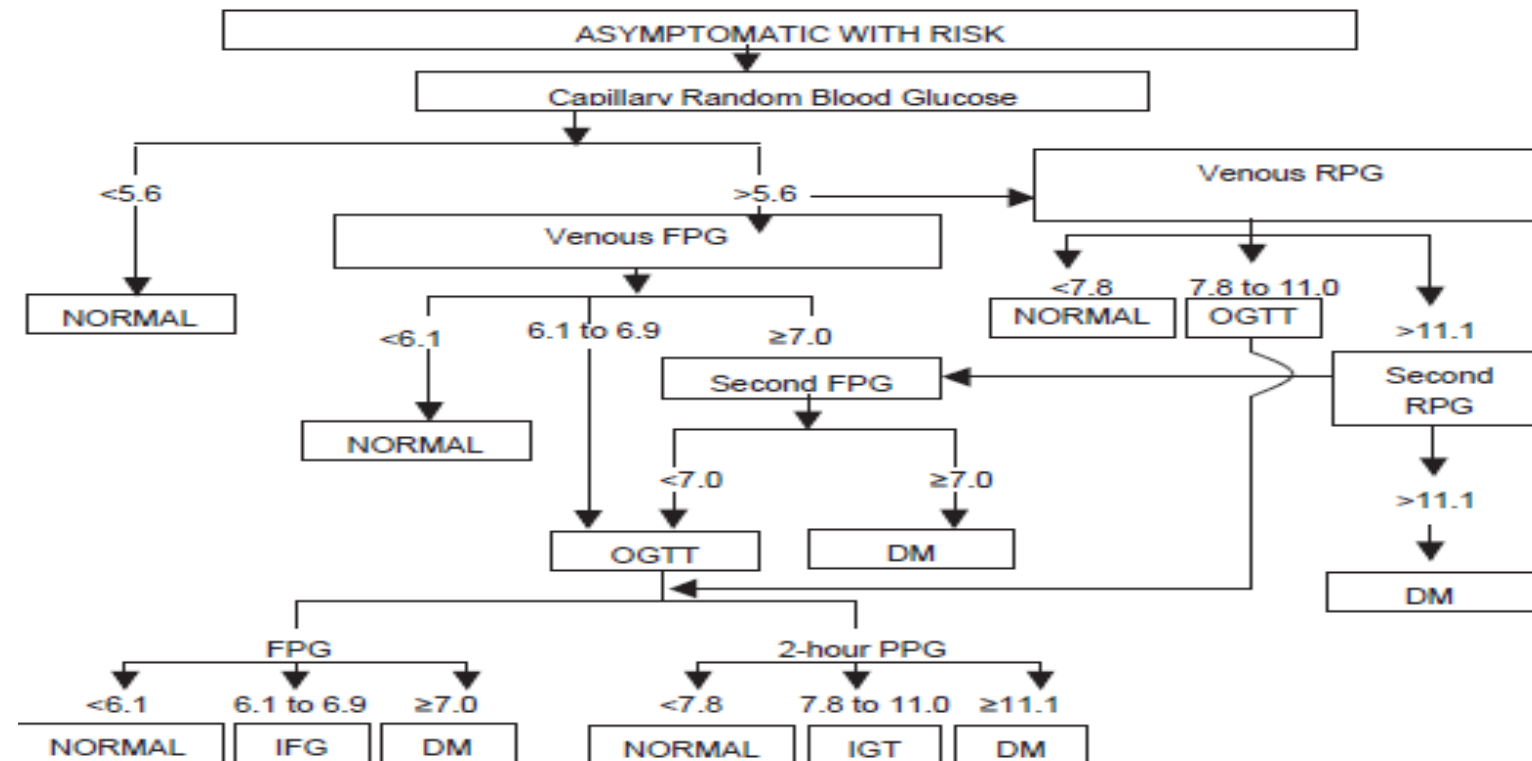 ASYMPTOMATIC WITH RISK
Capillary Random Blood Glucose
<5.6
>5.6
Venous RPG
Venous FPG
NORMAL
<6.1
6.1 to 6.9
≥7.0
<7.8
7.8 to 11.0
>11.1
NORMAL
OGTT
Second FPG
Second
RPG
NORMAL
<7.0
≥7.0
>11.1
OGTT
DM
DM
FPG
2-hour PPG
<6.1
6.1 to 6.9
≥7.0
<7.8
7.8 to 11.0
≥11.1
NORMAL
IFG
DM
NORMAL
IGT
DM